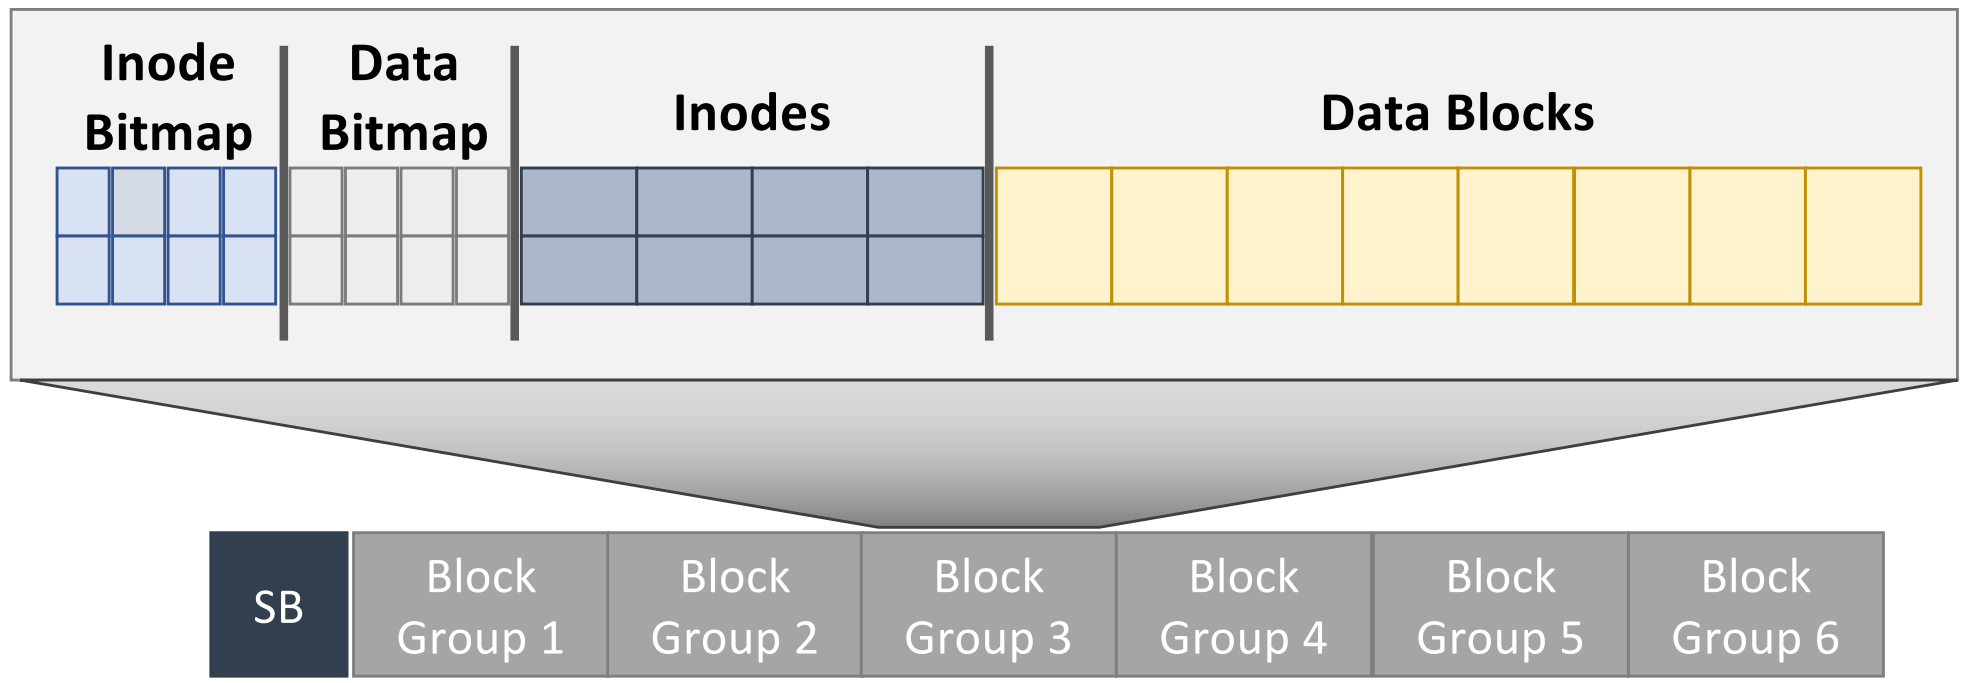 Inode
Bitmap
Data
Bitmap
Inodes
Data Blocks
SB
Block
Group 1
Block
Group 2
Block
Group 3
Block
Group 4
Block
Group 5
Block
Group 6